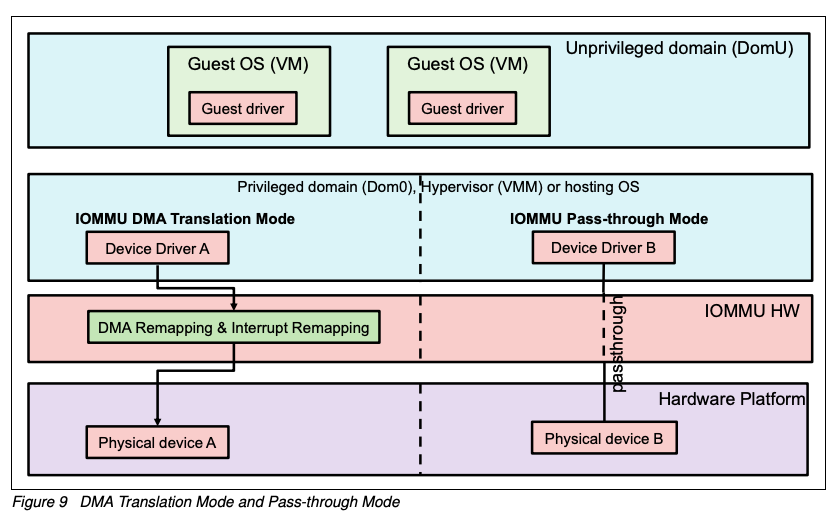 Unprivileged domain (DomU)
Guest OS (VM)
Guest driver
Guest OS (VM)
Guest driver
Privileged domain (Dom0), Hypervisor (VMM) or hosting OS
IOMMU DMA Translation Mode
IOMMU Pass-through Mode
Device Driver A
Device Driver B
IOMMU HW
DMA Remapping & Interrupt Remapping
passthrough
Hardware Platform
Physical device A
Physical device B
Figure 9 DMA Translation Mode and Pass-through Mode